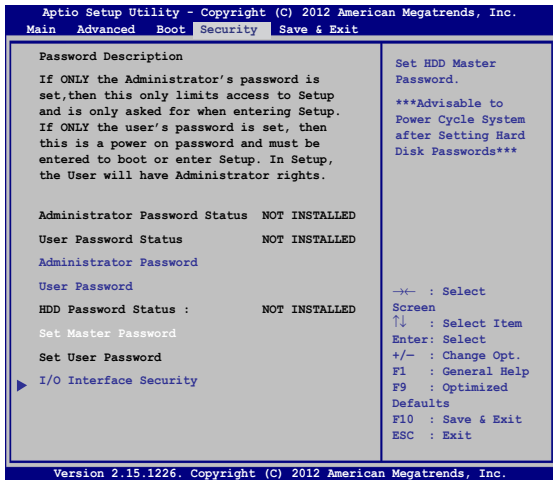 Aptio Setup Utility - Copyright (C) 2012 American Megatrends, Inc.
Main Advanced Boot Security Save & Exit
Password Description
If ONLY the Administrator's password is
set,then this only limits access to Setup
and is only asked for when entering Setup.
If ONLY the user's password is set, then
this is a power on password and must be
entered to boot or enter Setup. In Setup,
the User will have Administrator rights.
Administrator Password Status NOT INSTALLED
User Password Status NOT INSTALLED
Administrator Password
User Password
HDD Password Status : NOT INSTALLED
Set Master Password
Set User Password
I/O Interface Security
Set HDD Master
Password.
***Advisable to
Power Cycle System
after Setting Hard
Disk Passwords***
→← : Select
Screen
↑↓ : Select Item
Enter: Select
+/— : Change Opt.
F1 : General Help
F9 : Optimized
Defaults
F10 : Save & Exit
ESC : Exit
Version 2.15.1226. Copyright (C) 2012 American Megatrends, Inc.